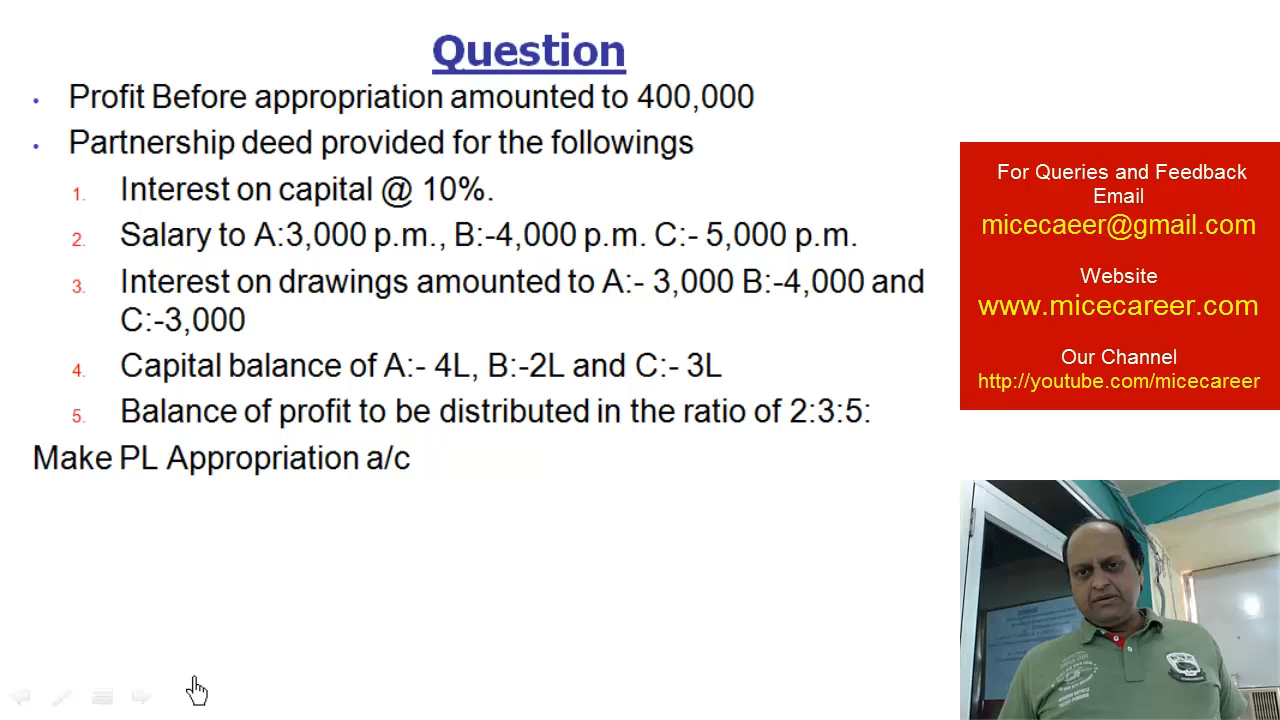 Question
• Profit Before appropriation amounted to 400,000
• Partnership deed provided for the followings
1. Interest on capital @ 10%.
2. Salary to A:3,000 p.m., B:-4,000 p.m. C:- 5,000 p.m.
3. Interest on drawings amounted to A:- 3,000 B:-4,000 and
C:-3,000
4. Capital balance of A:- 4L, B:-2L and C:- 3L
5. Balance of profit to be distributed in the ratio of 2:3:5:
Make PL Appropriation a/c
For Queries and Feedback
Email
micecaeer@gmail.com
Website
www.micecareer.com
Our Channel
http://youtube.com/micecareer